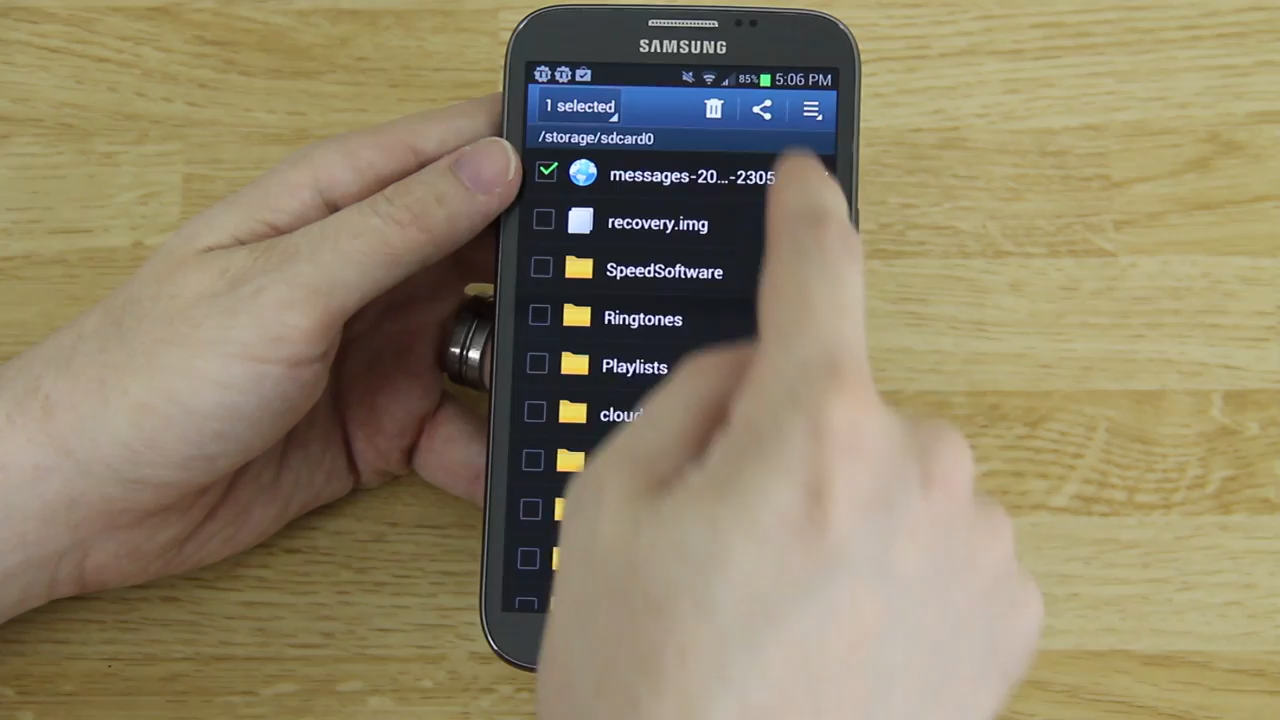 SAMSUNG
85% 5:06 PM
1 selected
/storage/sdcard0
messages-20...-2305
recovery.img
SpeedSoftware
Ringtones
Playlists
cloud